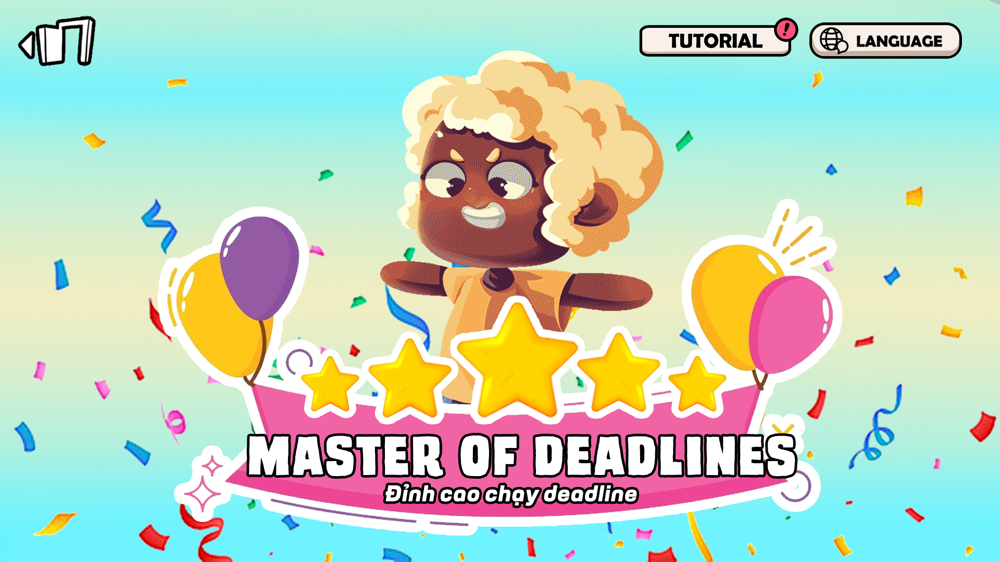 TUTORIAL
LANGUAGE
MASTER OF DEADLINES
Đỉnh cao chạy deadline